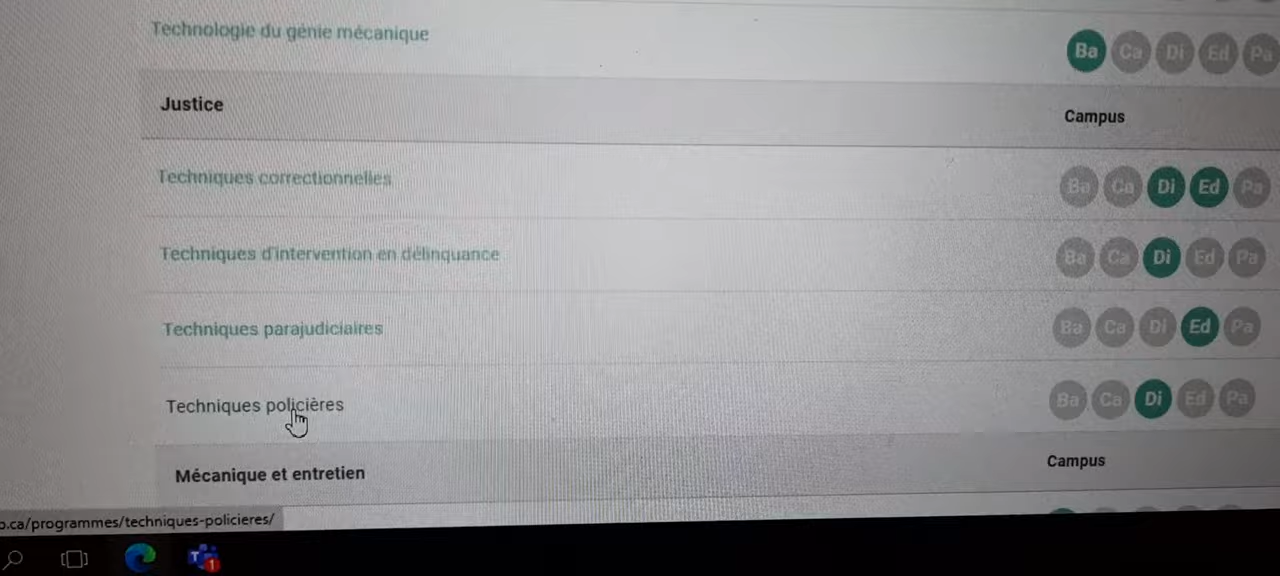 Technologie du génie mécanique
Ba Ca Di Ed Pa
Justice
Campus
Techniques correctionnelles
Ba Ca Di Ed Pa
Techniques d'intervention en délinquance
Ba Ca Di Ed Pa
Techniques parajudiciaires
Ba Ca Di Ed Pa
Techniques policières
Ba Ca Di Ed Pa
Mécanique et entretien
Campus
.ca/programmes/techniques-policieres/
T 1